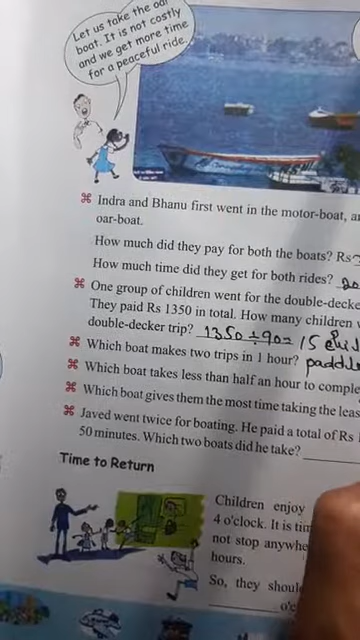 Let us take the oar
boat. It is not costly
and we get more time
for a peaceful ride.
Indra and Bhanu first went in the motor-boat, an
oar-boat.
How much did they pay for both the boats? Rs
How much time did they get for both rides? 20
One group of children went for the double-decke
They paid Rs 1350 in total. How many children
double-decker trip? 1350÷90=15 chil
Which boat makes two trips in 1 hour? paddle
Which boat takes less than half an hour to comple
Which boat gives them the most time taking the leas
Javed went twice for boating. He paid a total of Rs
50 minutes. Which two boats did he take?
Time to Return
Children enjoy
4 o'clock. It is tim
not stop anywhe
hours.
So, they shoul
o'c